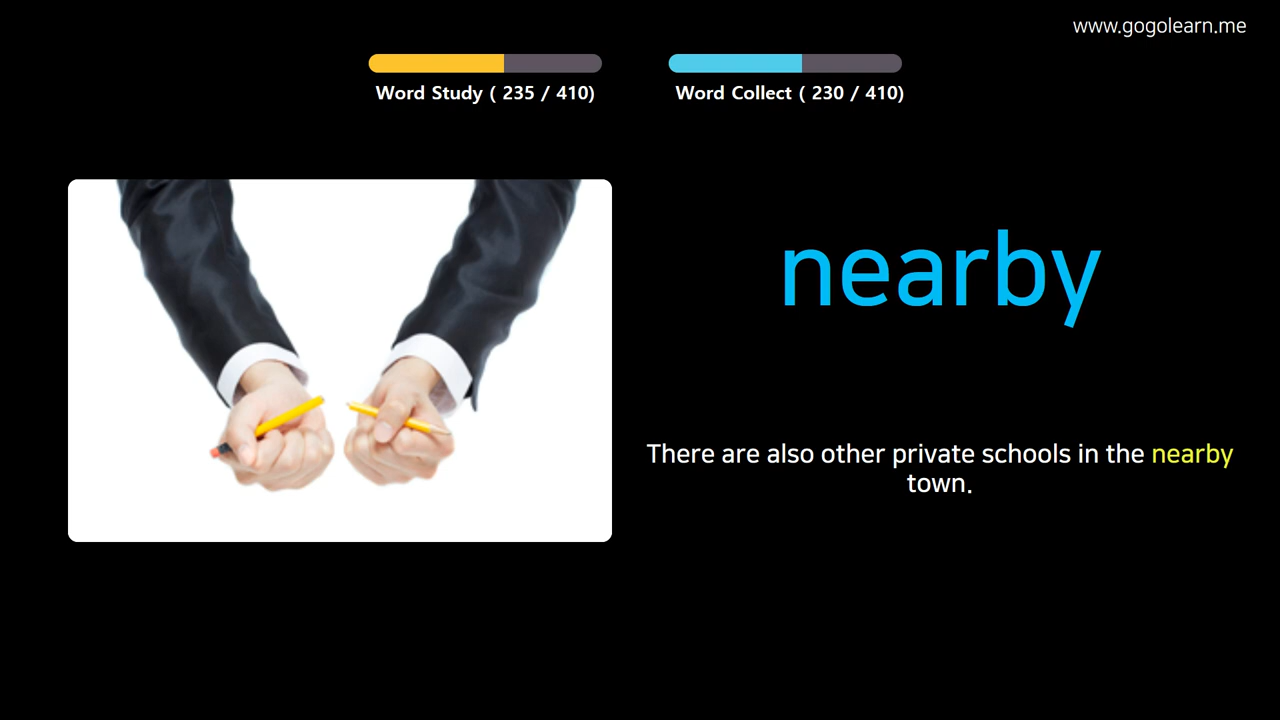 www.gogolearn.me
Word Study ( 235 / 410)
Word Collect ( 230 / 410)
nearby
There are also other private schools in the nearby
town.